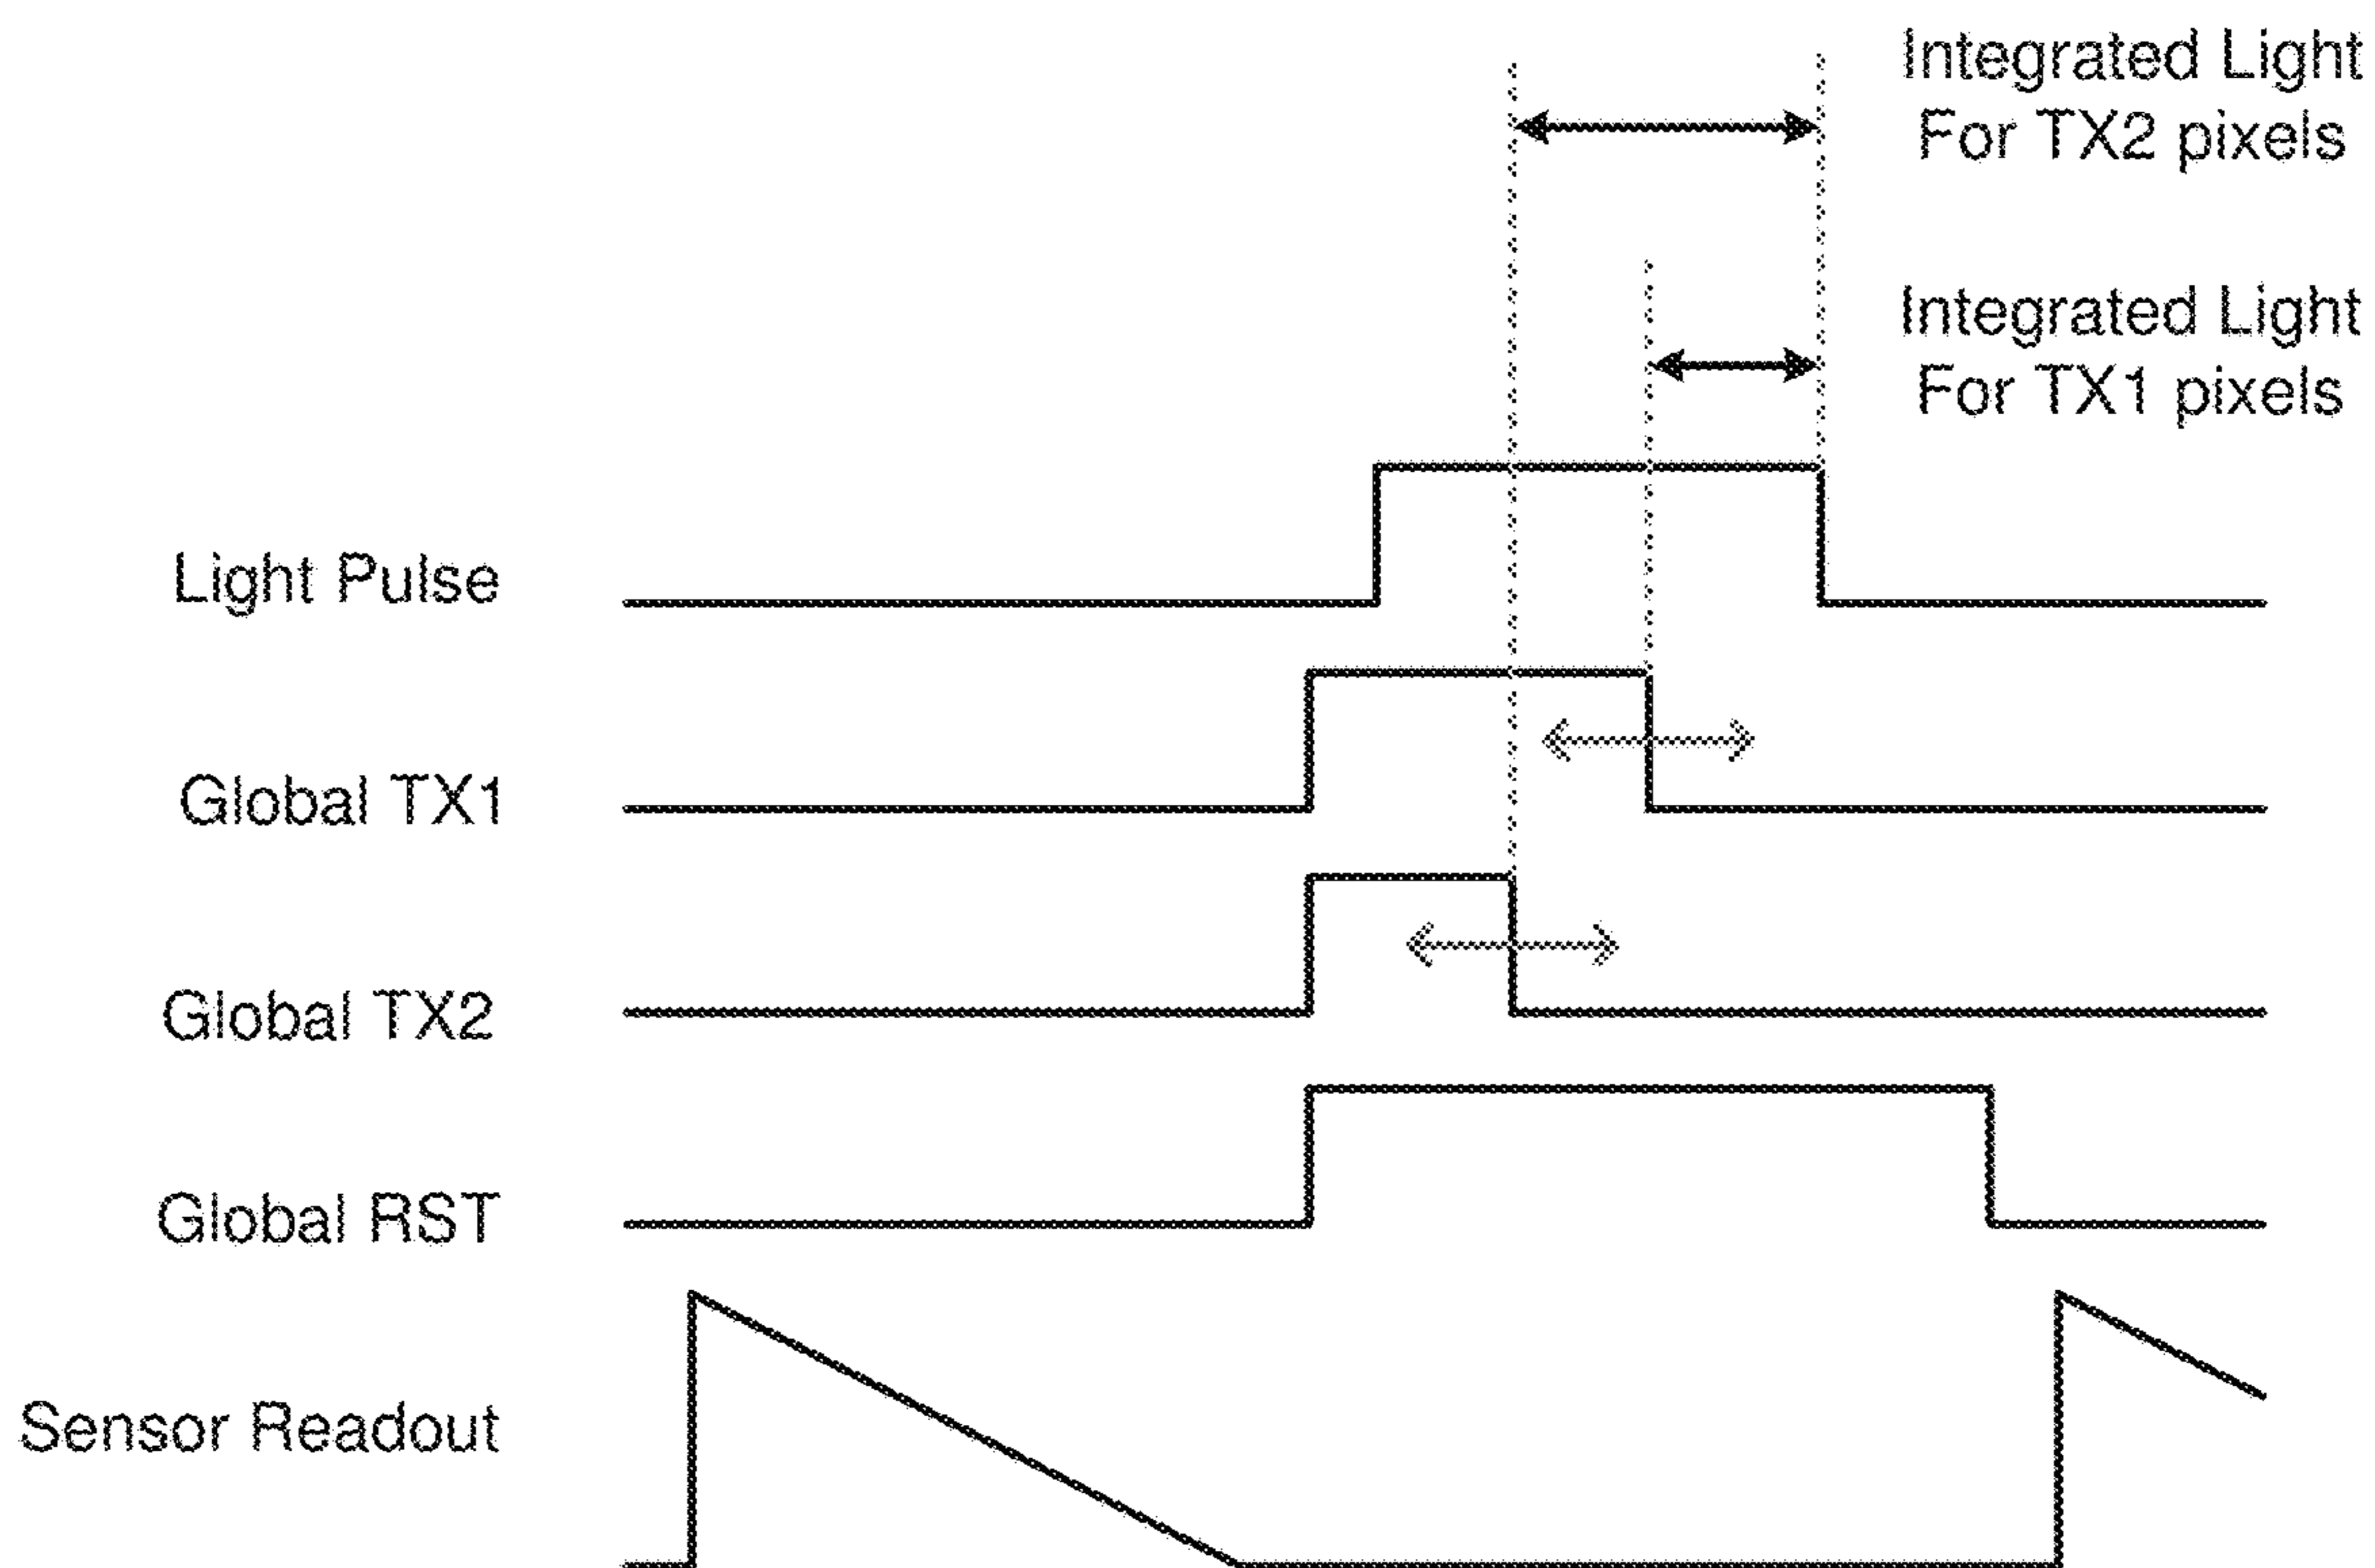 Integrated Light
For TX2 pixels
Integrated Light
For TX1 pixels
Light Pulse
Global TX1
Global TX2
Global RST
Sensor Readout